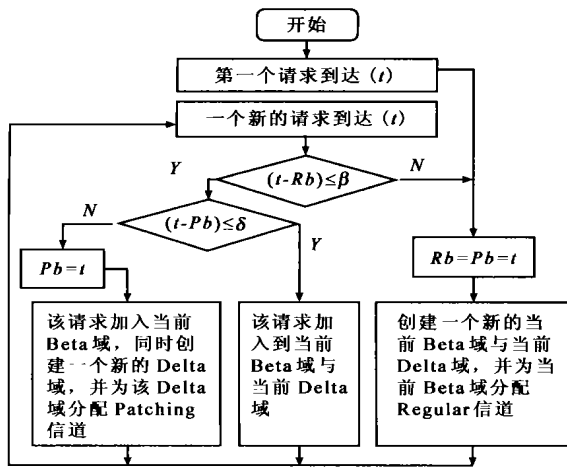 开始
第一个请求到达 (t)
一个新的请求到达 (t)
Y
(t-Rb)≤β
N
N
(t-Pb)≤δ
Y
Pb=t
Rb=Pb=t
该请求加入当前
Beta域,同时创
建一个新的Delta
域,并为该Delta
域分配Patching
信道
该请求加
入到当前
Beta域与
当前Delta
域
创建一个新的当
前Beta域与当前
Delta域,并为当
前Beta域分配
Regular信道